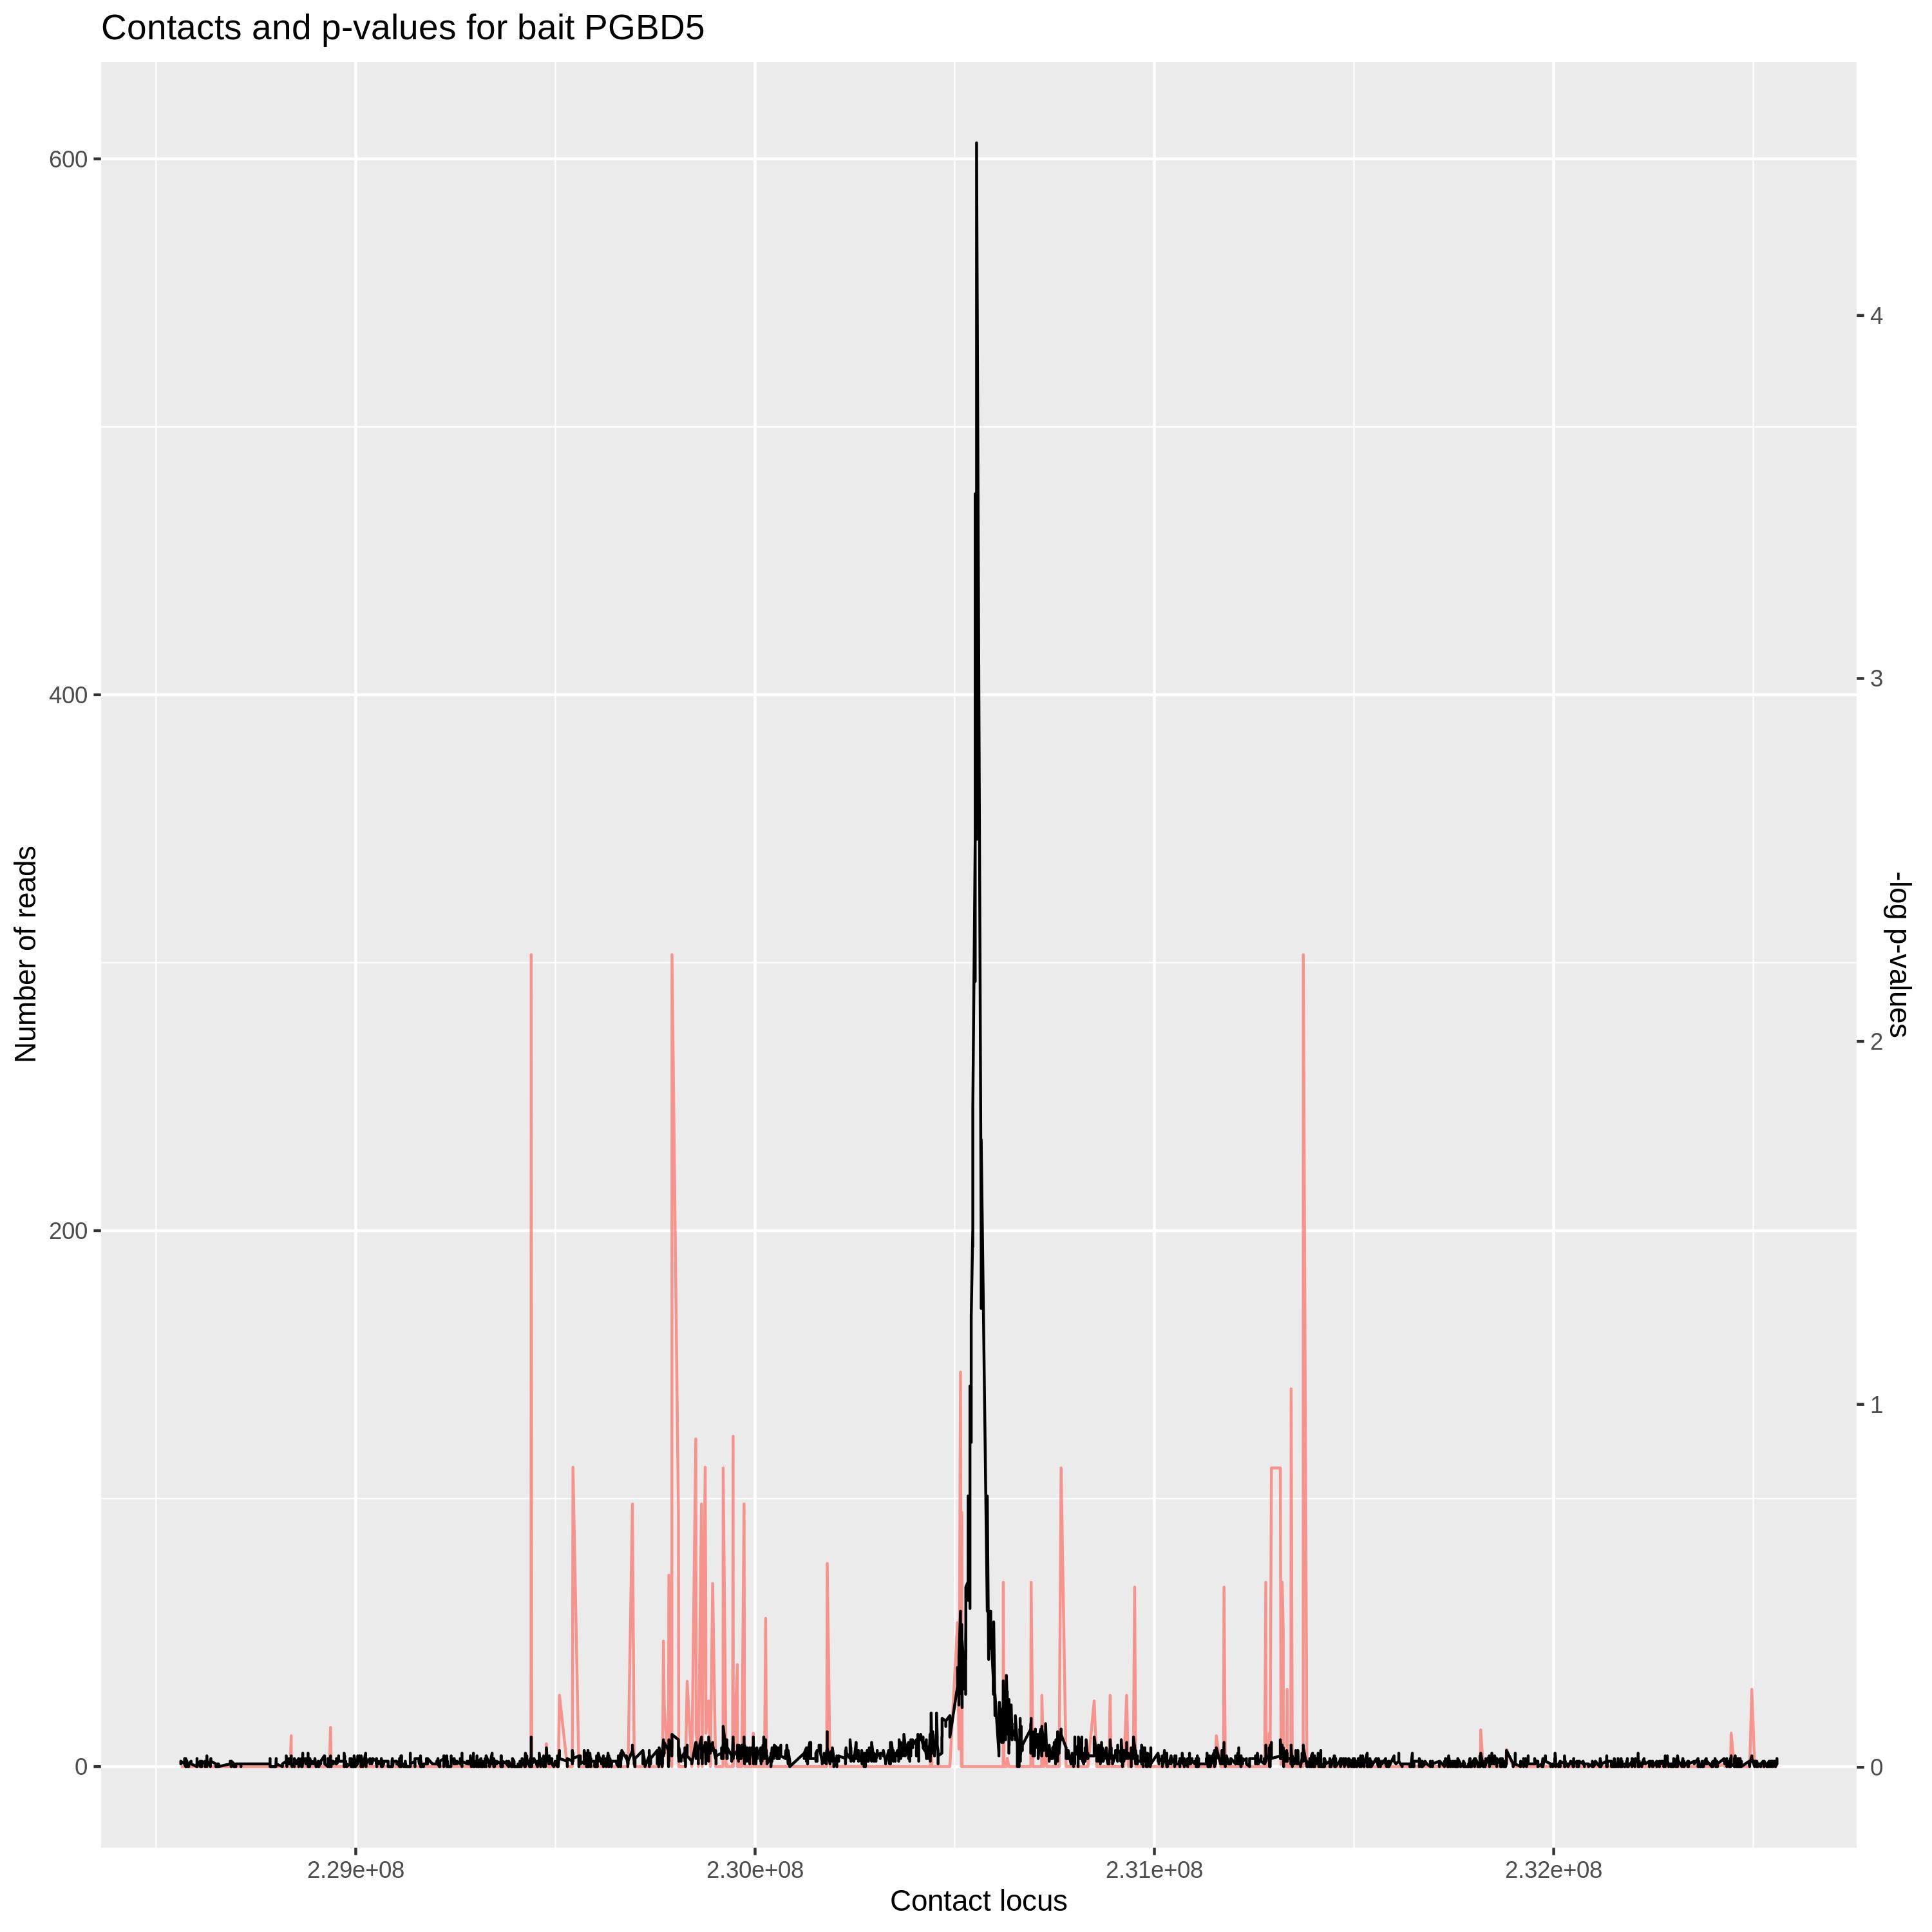 Contacts and p-values for bait PGBD5
600
400
200
0
4
3
2
1
0
Number of reads
-log p-values
2.29e+08
2.30e+08
2.31e+08
2.32e+08
Contact locus